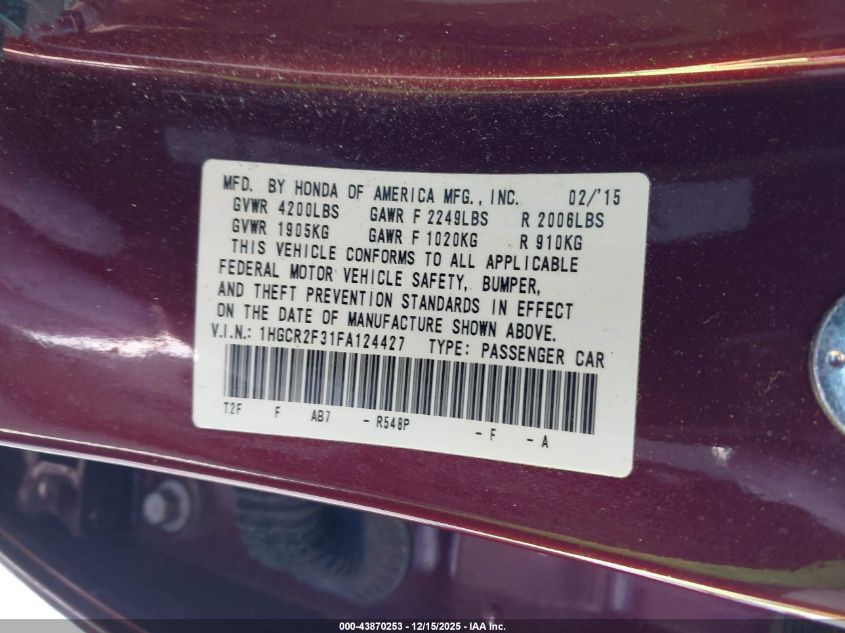 MFD. BY HONDA OF AMERICA MFG., INC. 02/'15
GVWR 4200LBS GAWR F 2249LBS R 2006LBS
GVWR 1905KG GAWR F 1020KG R 910KG
THIS VEHICLE CONFORMS TO ALL APPLICABLE
FEDERAL MOTOR VEHICLE SAFETY, BUMPER,
AND THEFT PREVENTION STANDARDS IN EFFECT
ON THE DATE OF MANUFACTURE SHOWN ABOVE.
V.I.N.: 1HGCR2F31FA124427 TYPE: PASSENGER CAR
T2F F AB7 - R548P - F - A
000-43870253 - 12/15/2025 - IAA Inc.